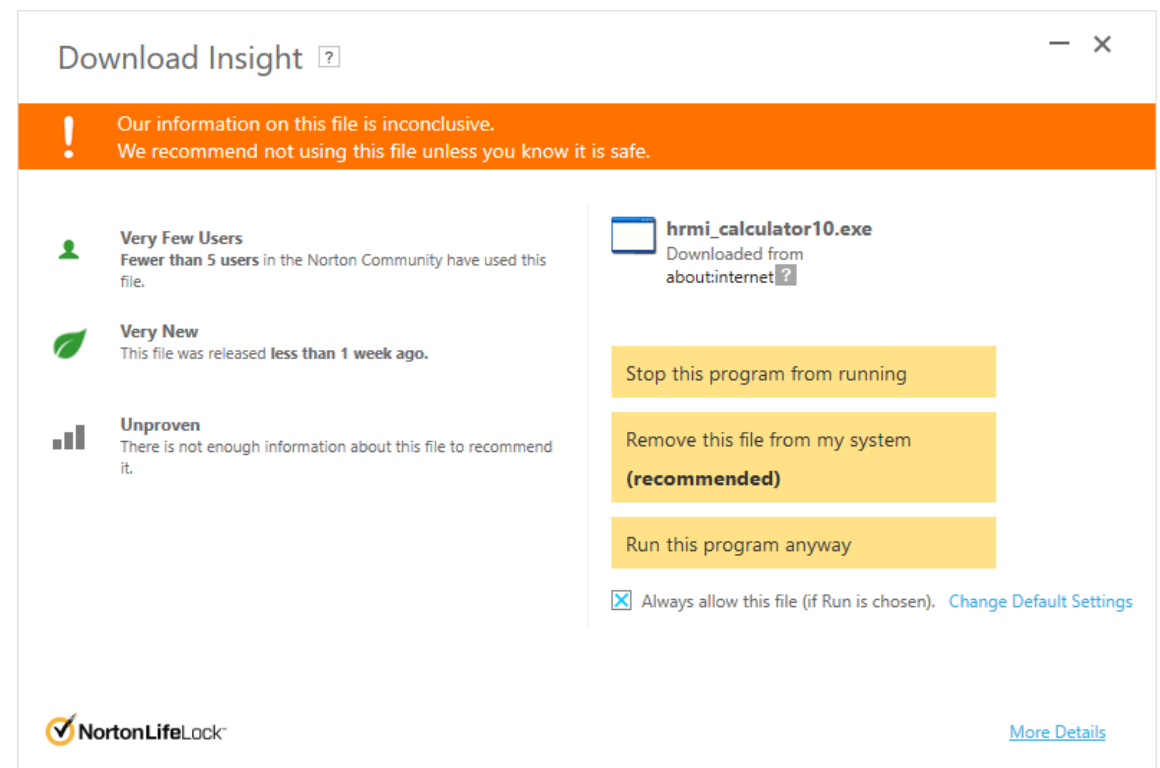 Download Insight ?
Our information on this file is inconclusive.
We recommend not using this file unless you know it is safe.
Very Few Users
Fewer than 5 users in the Norton Community have used this
file.
Very New
This file was released less than 1 week ago.
Unproven
There is not enough information about this file to recommend
it.
hrmi_calculator10.exe
Downloaded from
about:internet ?
Stop this program from running
Remove this file from my system
(recommended)
Run this program anyway
Always allow this file (if Run is chosen). Change Default Settings
NortonLifeLock
More Details